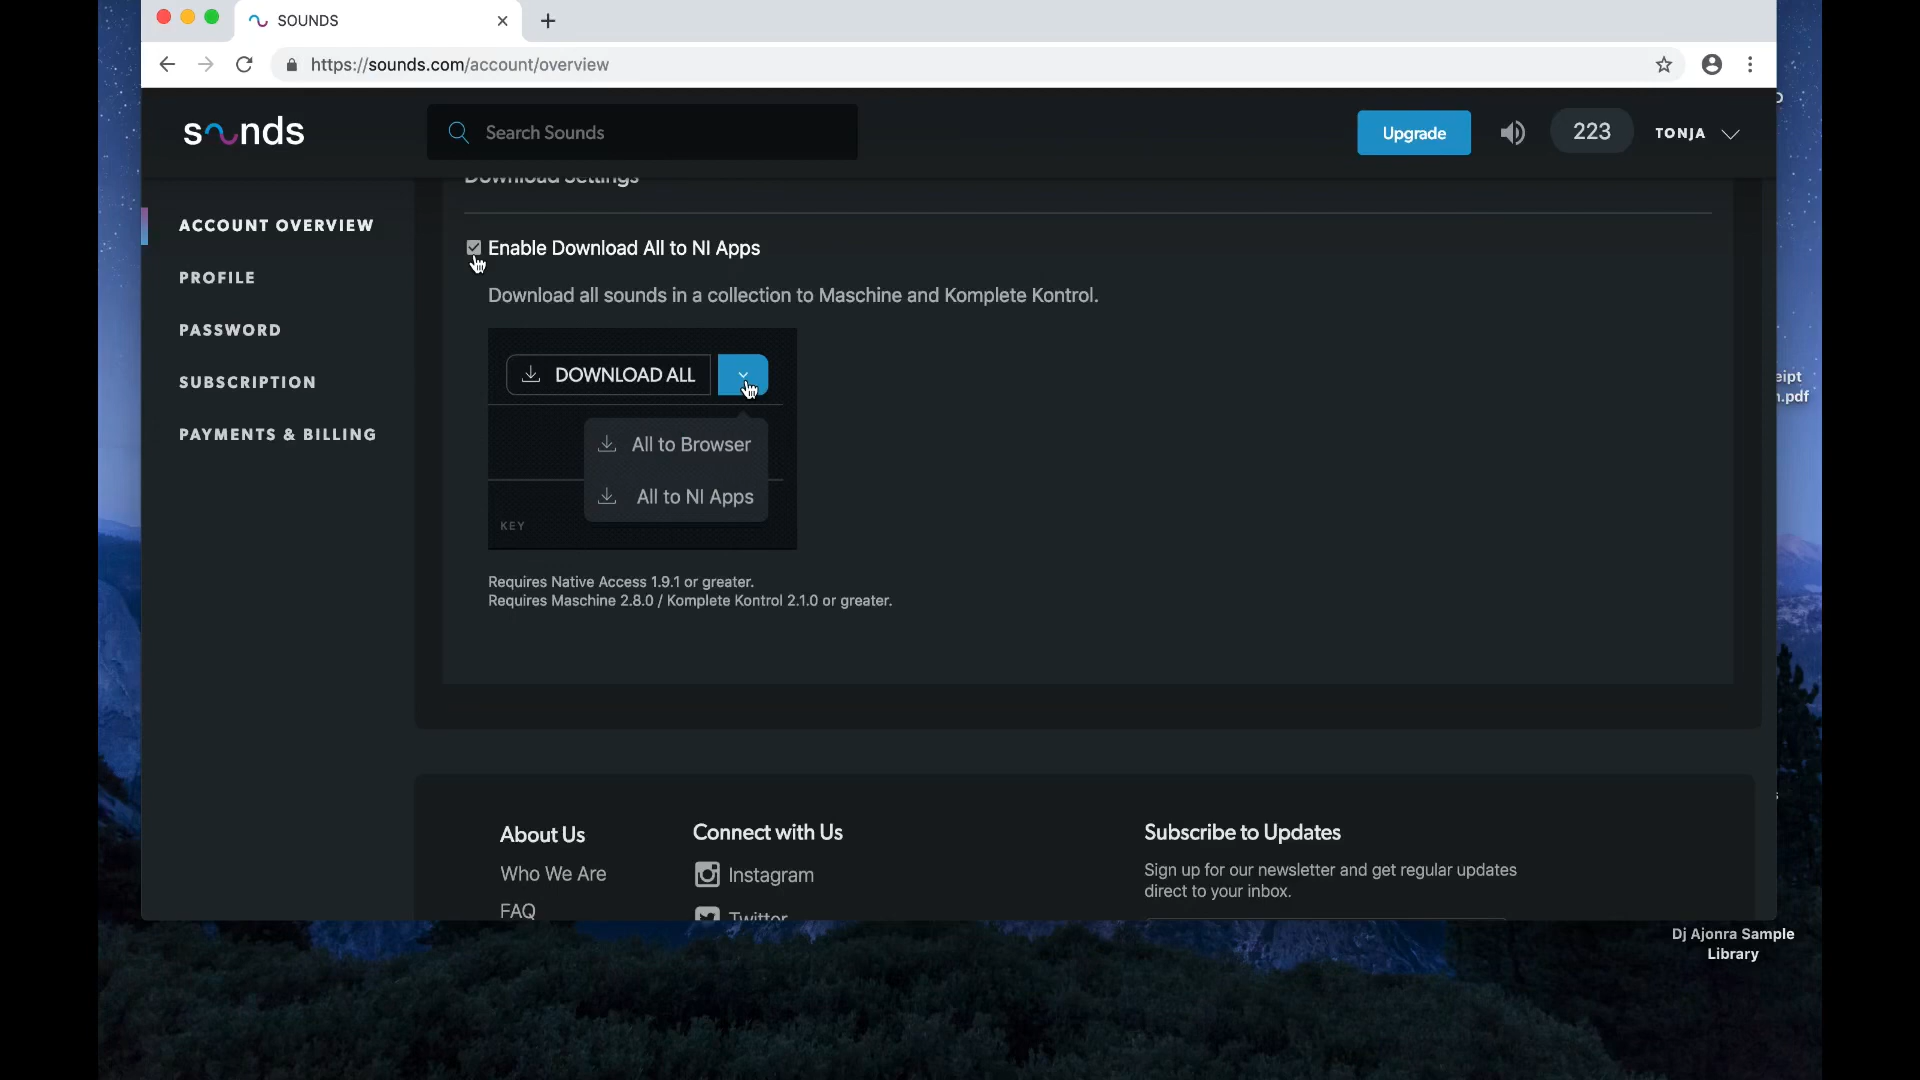 SOUNDS
https://sounds.com/account/overview
sounds
Search Sounds
Upgrade
223
TONJA
Download Settings
ACCOUNT OVERVIEW
PROFILE
PASSWORD
SUBSCRIPTION
PAYMENTS & BILLING
Enable Download All to NI Apps
Download all sounds in a collection to Maschine and Komplete Kontrol.
DOWNLOAD ALL
All to Browser
All to NI Apps
KEY
Requires Native Access 1.9.1 or greater.
Requires Maschine 2.8.0 / Komplete Kontrol 2.1.0 or greater.
About Us
Who We Are
FAQ
Connect with Us
Instagram
Twitter
Subscribe to Updates
Sign up for our newsletter and get regular updates
direct to your inbox.
eipt
.pdf
Dj Ajonra Sample
Library